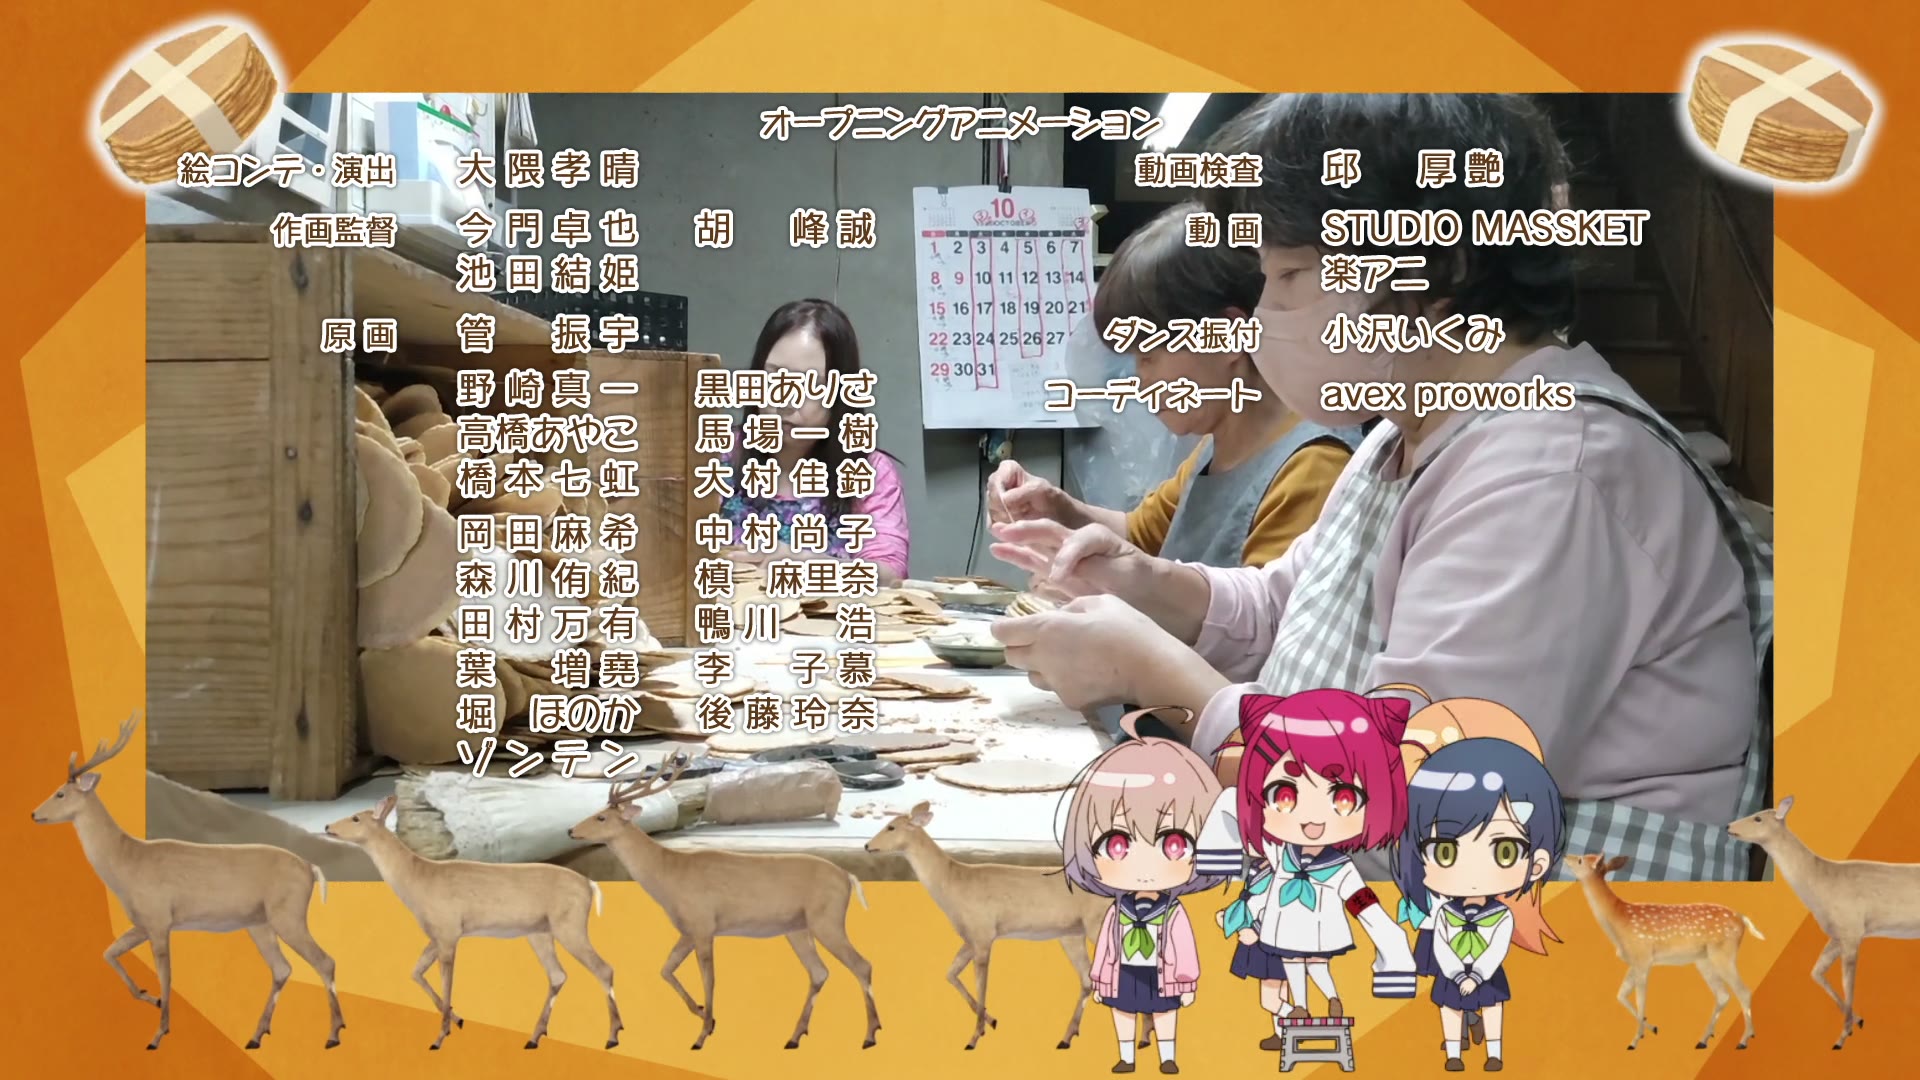 オープニングアニメーション
絵コンテ・演出 大隈孝晴
作画監督 今門卓也 胡 峰誠
池田結姫
原画 管 振宇
野崎真一 黒田ありさ
高橋あやこ 馬場一樹
橋本七虹 大村佳鈴
岡田麻希 中村尚子
森川侑紀 槙 麻里奈
田村万有 鴨川 浩
葉 増堯 李 子慕
堀 ほのか 後藤玲奈
ゾンテン
動画検査 邱 厚艶
動画 STUDIO MASSKET
楽アニ
ダンス振付 小沢いくみ
コーディネート avex proworks
10
OCTOBER
1 2 3 4 5 6 7
8 9 10 11 12 13 14
15 16 17 18 19 20 21
22 23 24 25 26 27
29 30 31